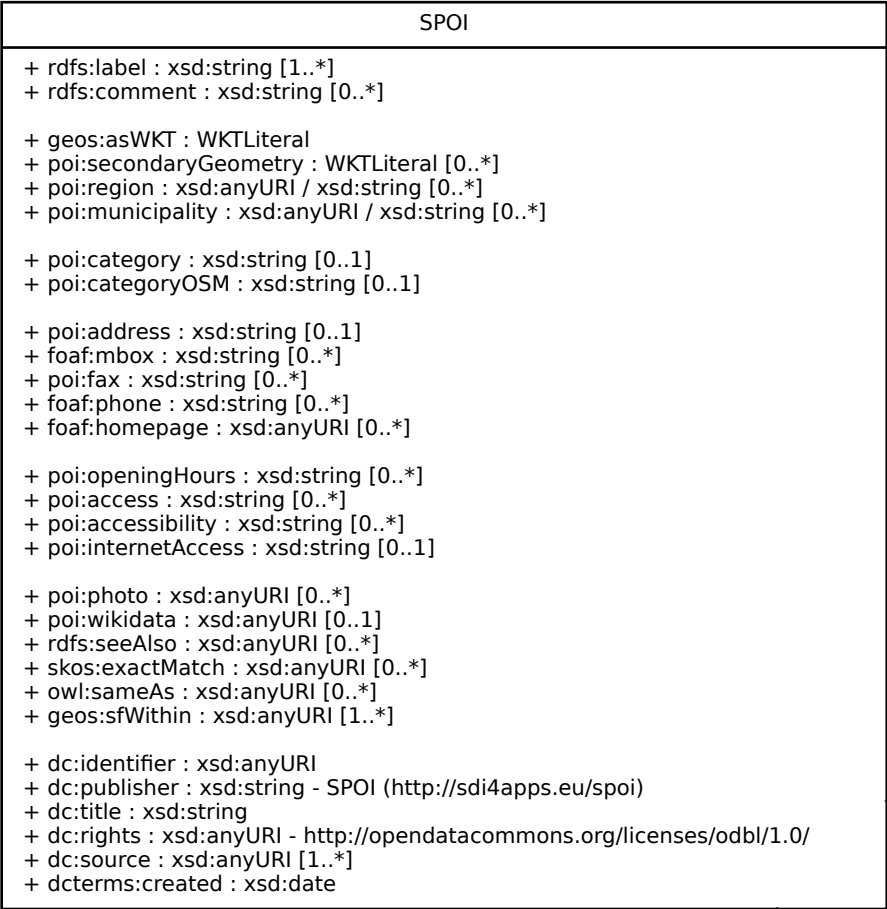 SPOI
+ rdfs:label : xsd:string [1..*]
+ rdfs:comment : xsd:string [0..*]
+ geos:asWKT : WKTLiteral
+ poi:secondaryGeometry : WKTLiteral [0..*]
+ poi:region : xsd:anyURI / xsd:string [0..*]
+ poi:municipality : xsd:anyURI / xsd:string [0..*]
+ poi:category : xsd:string [0..1]
+ poi:categoryOSM : xsd:string [0..1]
+ poi:address : xsd:string [0..1]
+ foaf:mbox : xsd:string [0..*]
+ poi:fax : xsd:string [0..*]
+ foaf:phone : xsd:string [0..*]
+ foaf:homepage : xsd:anyURI [0..*]
+ poi:openingHours : xsd:string [0..*]
+ poi:access : xsd:string [0..*]
+ poi:accessibility : xsd:string [0..*]
+ poi:internetAccess : xsd:string [0..1]
+ poi:photo : xsd:anyURI [0..*]
+ poi:wikidata : xsd:anyURI [0..1]
+ rdfs:seeAlso : xsd:anyURI [0..*]
+ skos:exactMatch : xsd:anyURI [0..*]
+ owl:sameAs : xsd:anyURI [0..*]
+ geos:sfWithin : xsd:anyURI [1..*]
+ dc:identifier : xsd:anyURI
+ dc:publisher : xsd:string - SPOI (http://sdi4apps.eu/spoi)
+ dc:title : xsd:string
+ dc:rights : xsd:anyURI - http://opendatacommons.org/licenses/odbl/1.0/
+ dc:source : xsd:anyURI [1..*]
+ dcterms:created : xsd:date